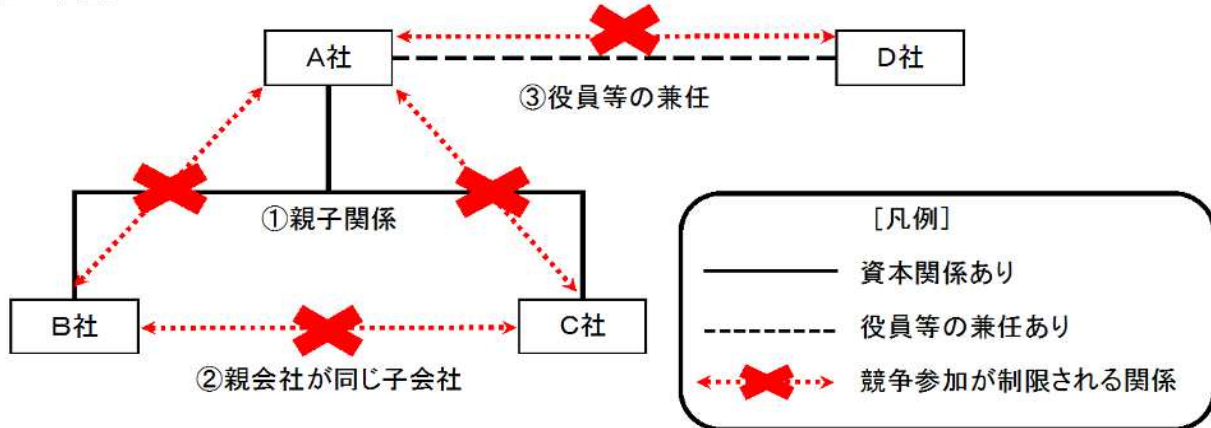 A社
D社
③役員等の兼任
①親子関係
B社
C社
②親会社が同じ子会社
[凡例]
資本関係あり
役員等の兼任あり
競争参加が制限される関係